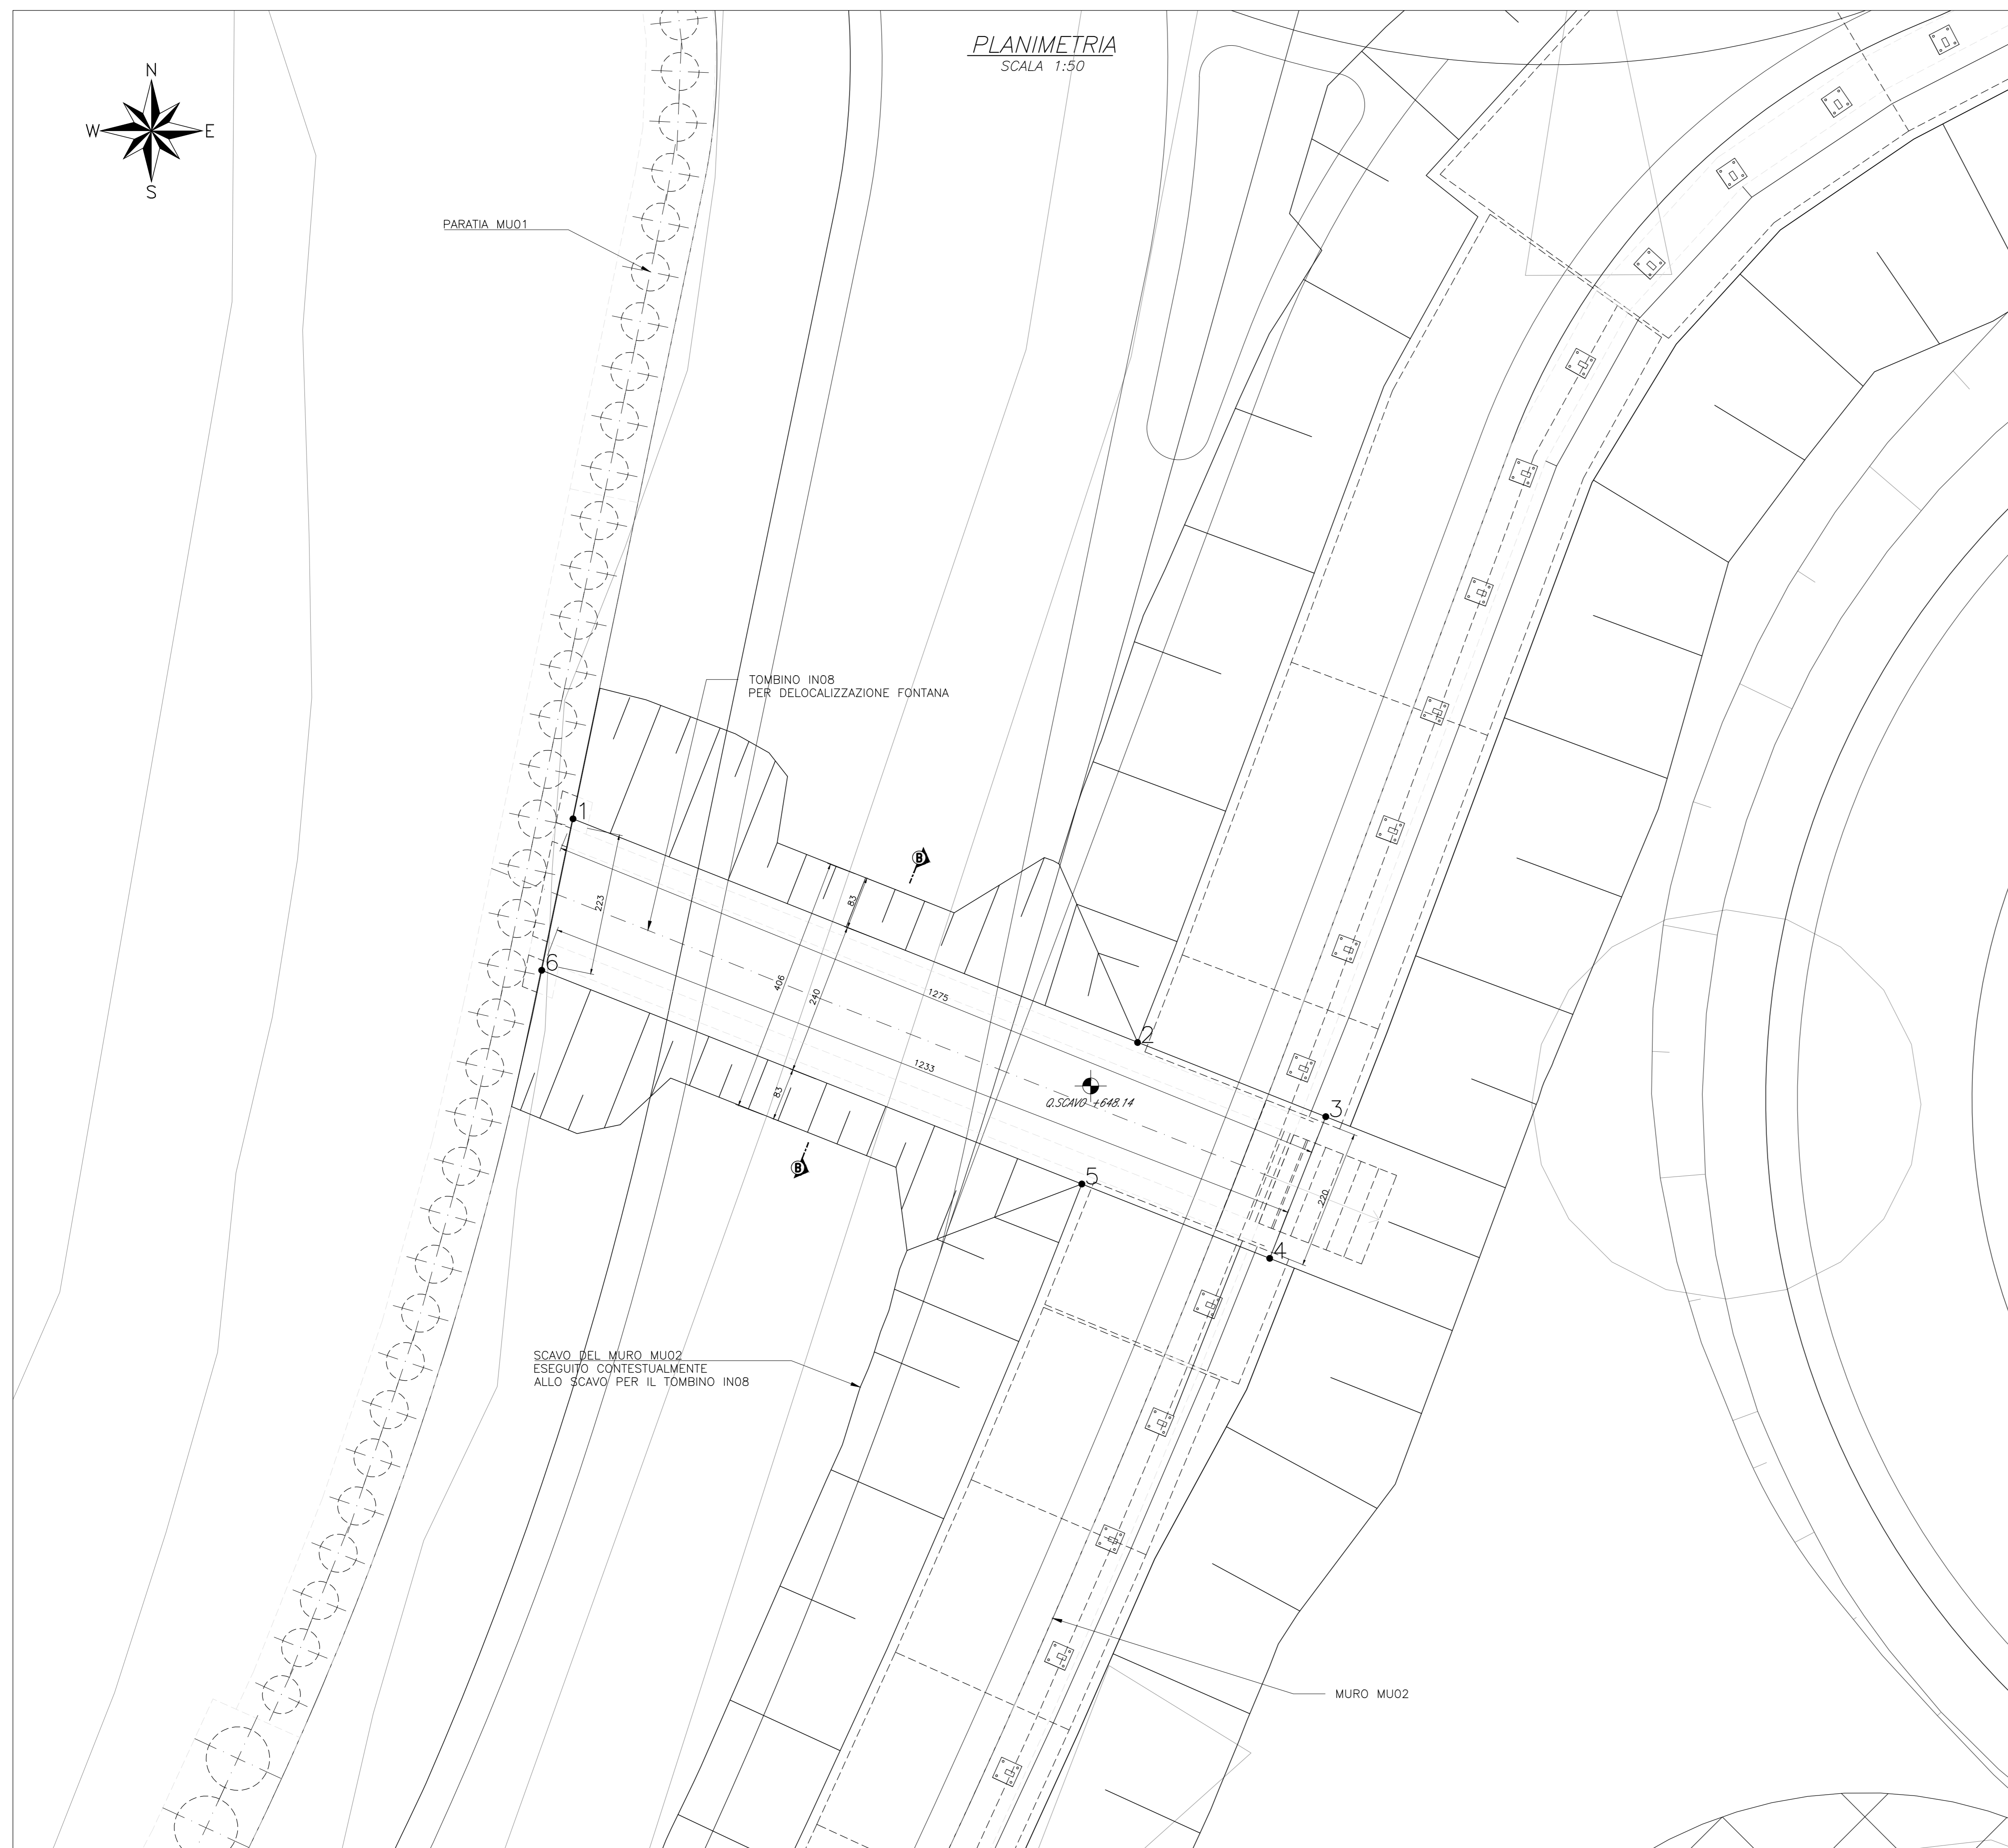 PLANIMETRIA
SCALA 1:50
N
W E
S
PARATIA MU01
TOMBINO IN08
PER DELOCALIZZAZIONE FONTANA
1
B
223
83
6
406
240
1275
2
1233
83
Q.SCAVO +648.14
3
B
5
220
4
SCAVO DEL MURO MU02
ESEGUITO CONTESTUALMENTE
ALLO SCAVO PER IL TOMBINO IN08
MURO MU02